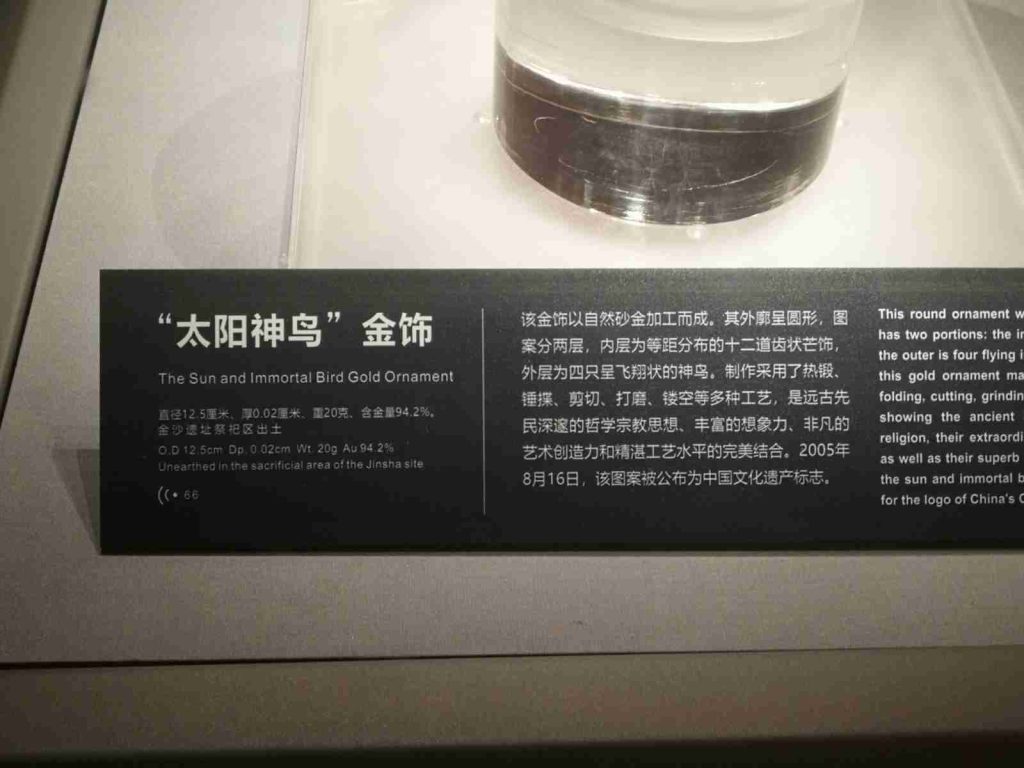 “太阳神鸟” 金饰
The Sun and Immortal Bird Gold Ornament
直径12.5厘米、厚0.02厘米、重20克、含金量94.2%。
金沙遗址祭祀区出土
O.D 12.5cm Dp. 0.02cm Wt. 20g Au 94.2%
Unearthed in the sacrificial area of the Jinsha site
66
该金饰以自然砂金加工而成。其外廓呈圆形，图
案分两层，内层为等距分布的十二道齿状芒饰，
外层为四只呈飞翔状的神鸟。制作采用了热锻、
锤揲、剪切、打磨、镂空等多种工艺，是远古先
民深邃的哲学宗教思想、丰富的想象力、非凡的
艺术创造力和精湛工艺水平的完美结合。2005年
8月16日，该图案被公布为中国文化遗产标志。
This round ornament
has two portions: the
the outer is four flying
this gold ornament
folding, cutting,
showing the ancient
religion, their
as well as their superb
the sun and immortal
for the logo of China's